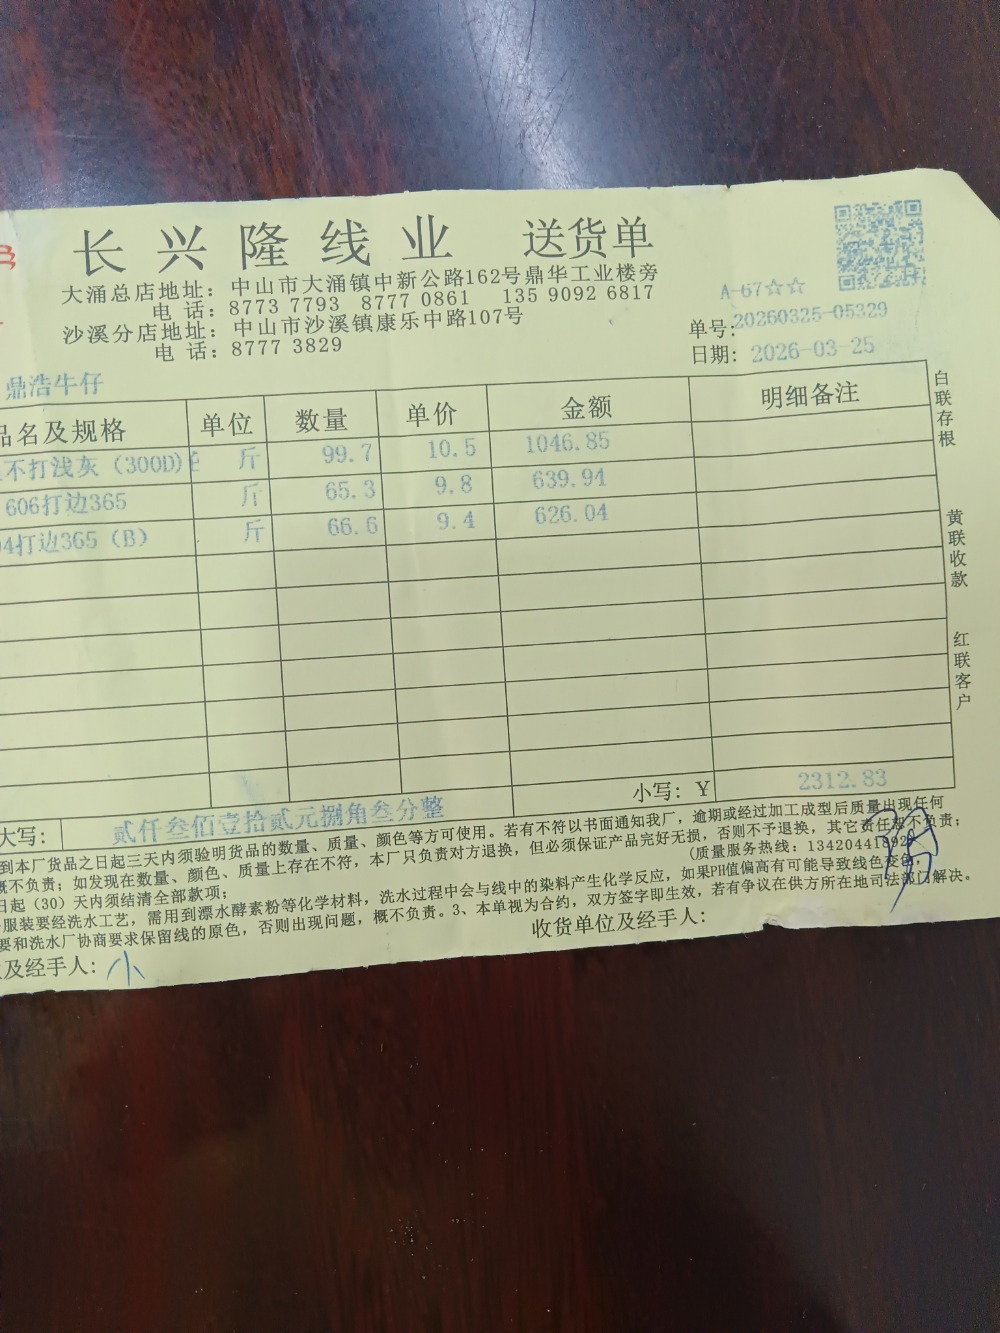 长兴隆线业 送货单
大涌总店地址：中山市大涌镇中新公路162号鼎华工业楼旁
电 话：8773 7793 8777 0861 135 9092 6817
沙溪分店地址：中山市沙溪镇康乐中路107号
电 话：8777 3829
A-67☆☆
单号:20260325-05329
日期: 2026-03-25
鼎浩牛仔
品名及规格 单位 数量 单价 金额 明细备注
不打浅灰（300D） 斤 99.7 10.5 1046.85
606打边365 斤 65.3 9.8 639.94
04打边365（B） 斤 66.6 9.4 626.04
白联存根
黄联收款
红联客户
小写：Y 2312.83
大写： 贰仟叁佰壹拾贰元捌角叁分整
到本厂货品之日起三天内须验明货品的数量、质量、颜色等方可使用。若有不符以书面通知我厂，逾期或经过加工成型后质量出现任何
概不负责；如发现在数量、颜色、质量上存在不符，本厂只负责对方退换，但必须保证产品完好无损，否则不予退换，其它责任恕不负责；
日起（30）天内须结清全部款项； （质量服务热线：1342044189
服装要经洗水工艺，需用到漂水酵素粉等化学材料，洗水过程中会与线中的染料产生化学反应，如果PH值偏高有可能导致线色变色，
要和洗水厂协商要求保留线的原色，否则出现问题，概不负责。3、本单视为合约，双方签字即生效，若有争议在供方所在地司法部门解决。
及经手人: 小
收货单位及经手人: